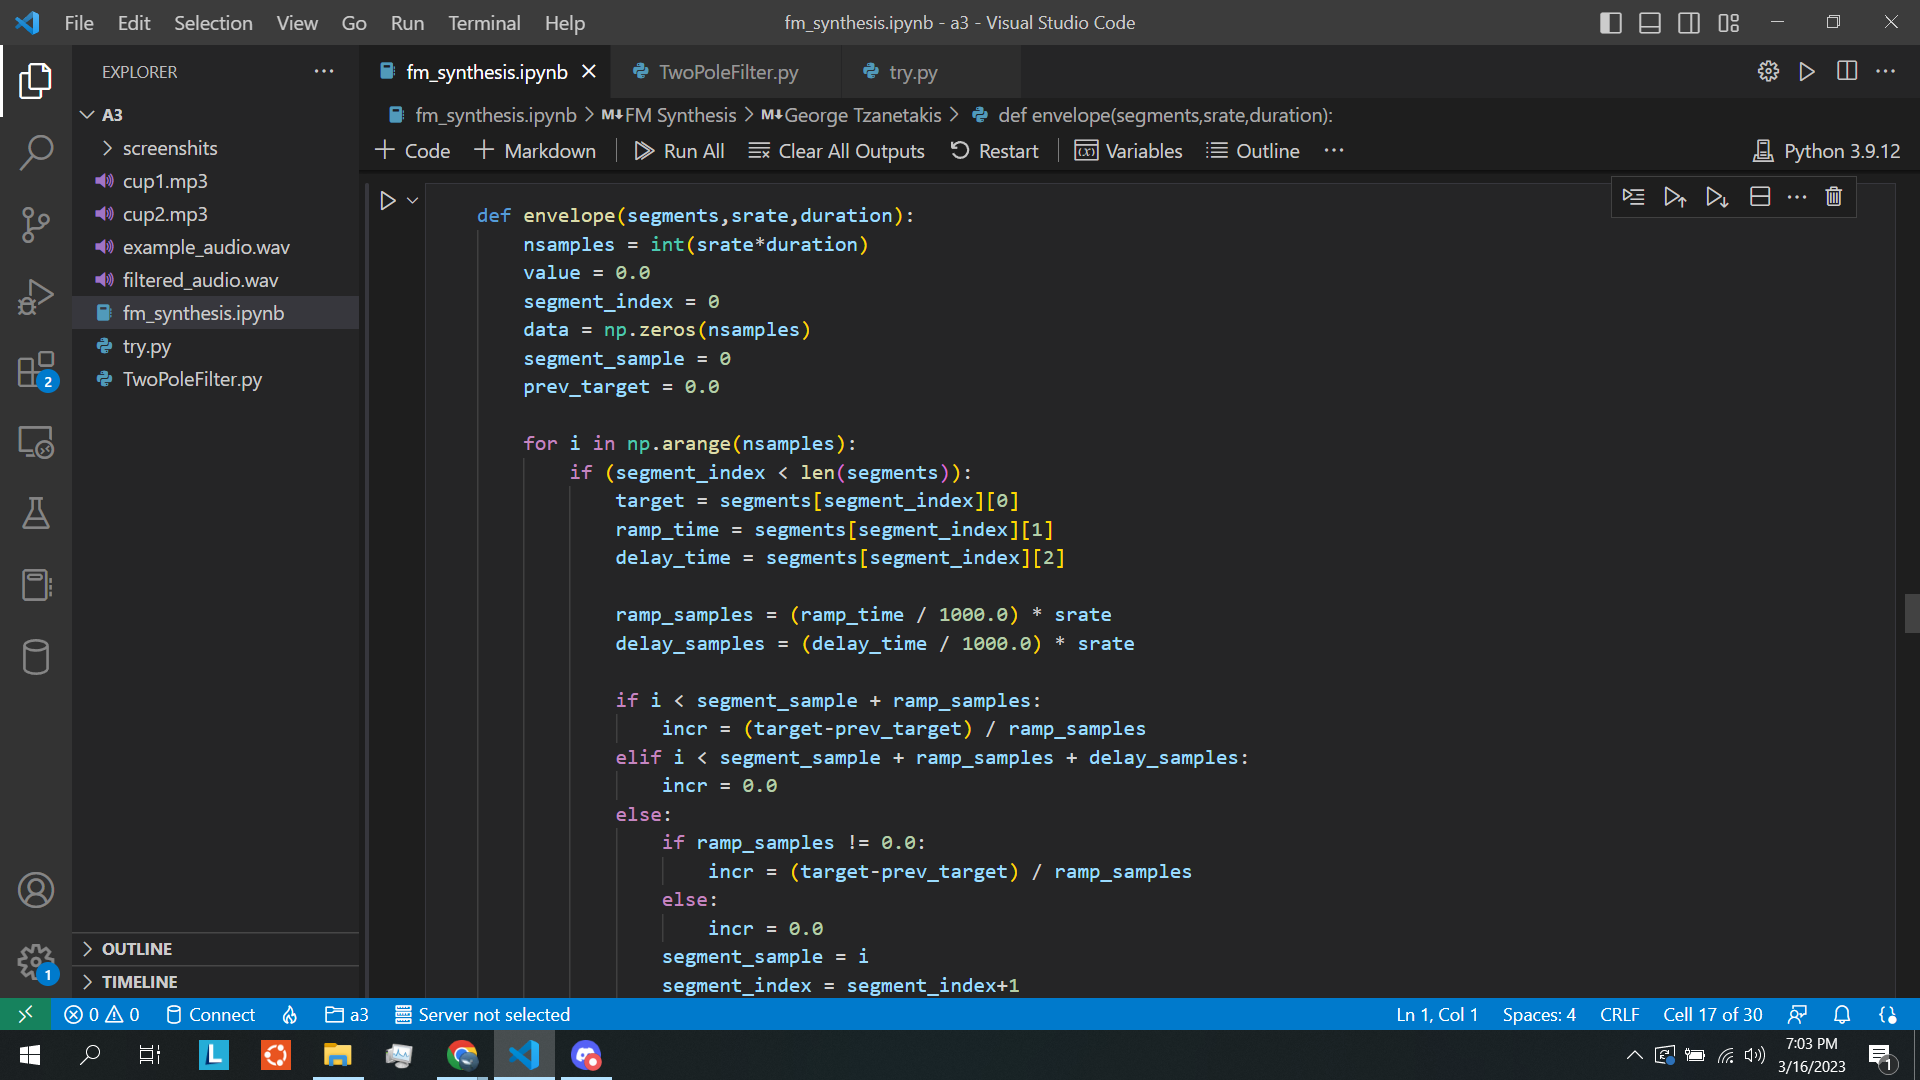 File Edit Selection View Go Run Terminal Help
fm_synthesis.ipynb - a3 - Visual Studio Code
EXPLORER
A3
screenshits
cup1.mp3
cup2.mp3
example_audio.wav
filtered_audio.wav
fm_synthesis.ipynb
try.py
TwoPoleFilter.py
OUTLINE
TIMELINE
2
1
fm_synthesis.ipynb TwoPoleFilter.py try.py
fm_synthesis.ipynb > M↓FM Synthesis > M↓George Tzanetakis > def envelope(segments,srate,duration):
+ Code + Markdown Run All Clear All Outputs Restart (x) Variables Outline ... Python 3.9.12
def envelope(segments,srate,duration):
nsamples = int(srate*duration)
value = 0.0
segment_index = 0
data = np.zeros(nsamples)
segment_sample = 0
prev_target = 0.0
for i in np.arange(nsamples):
if (segment_index < len(segments)):
target = segments[segment_index][0]
ramp_time = segments[segment_index][1]
delay_time = segments[segment_index][2]
ramp_samples = (ramp_time / 1000.0) * srate
delay_samples = (delay_time / 1000.0) * srate
if i < segment_sample + ramp_samples:
incr = (target-prev_target) / ramp_samples
elif i < segment_sample + ramp_samples + delay_samples:
incr = 0.0
else:
if ramp_samples != 0.0:
incr = (target-prev_target) / ramp_samples
else:
incr = 0.0
segment_sample = i
segment_index = segment_index+1
0 0 Connect a3 Server not selected Ln 1, Col 1 Spaces: 4 CRLF Cell 17 of 30
L
7:03 PM
3/16/2023
1